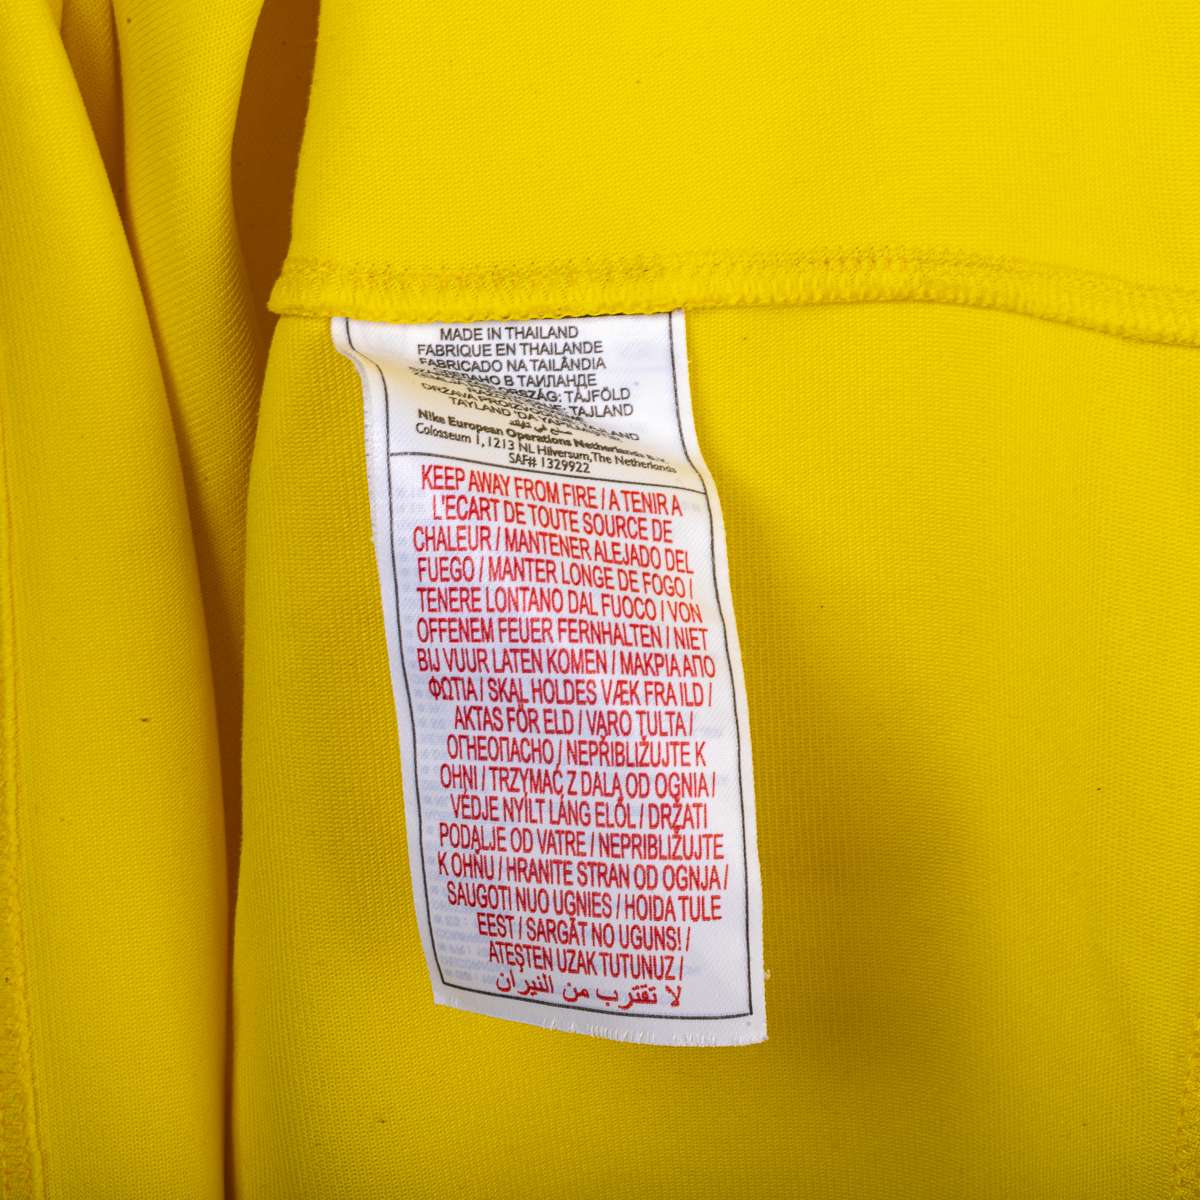 MADE IN THAILAND
FABRIQUE EN THAILANDE
FABRICADO NA TAILÂNDIA
В ТАИЛАНДЕ
TÁJFÖLD
DRŽAVA TAJLAND
TAYLAND 'DA
Nike European Operations Netherlands
Colosseum 1, 1213 NL Hilversum, The Netherlands
SAF# 1329922
KEEP AWAY FROM FIRE / A TENIR A
L'ECART DE TOUTE SOURCE DE
CHALEUR / MANTENER ALEJADO DEL
FUEGO / MANTER LONGE DE FOGO /
TENERE LONTANO DAL FUOCO / VON
OFFENEM FEUER FERNHALTEN / NIET
BIJ VUUR LATEN KOMEN / ΜΑΚΡΙΑ ΑΠΟ
ΦΩΤΙΑ / SKAL HOLDES VÆK FRA ILD /
AKTAS FÖR ELD / VARO TULTA /
ОГНЕОПАСНО / NEPŘIBLIŽUJTE K
OHNI / TRZYMAĆ Z DALA OD OGNIA /
VÉDJE NYÍLT LÁNG ELŐL / DRŽATI
PODALJE OD VATRE / NEPRIBLIŽUJTE
K OHŇU / HRANITE STRAN OD OGNJA /
SAUGOTI NUO UGNIES / HOIDA TULE
EEST / SARGĀT NO UGUNS! /
ATEŞTEN UZAK TUTUNUZ /
لا تقترب من النيران